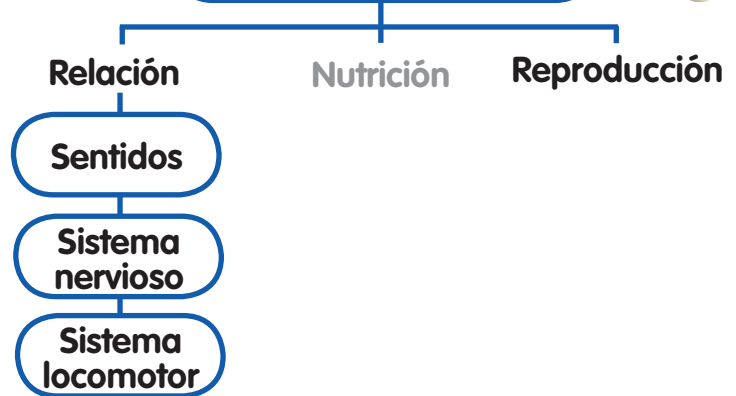 Relación
Nutrición
Reproducción
Sentidos
Sistema
nervioso
Sistema
locomotor